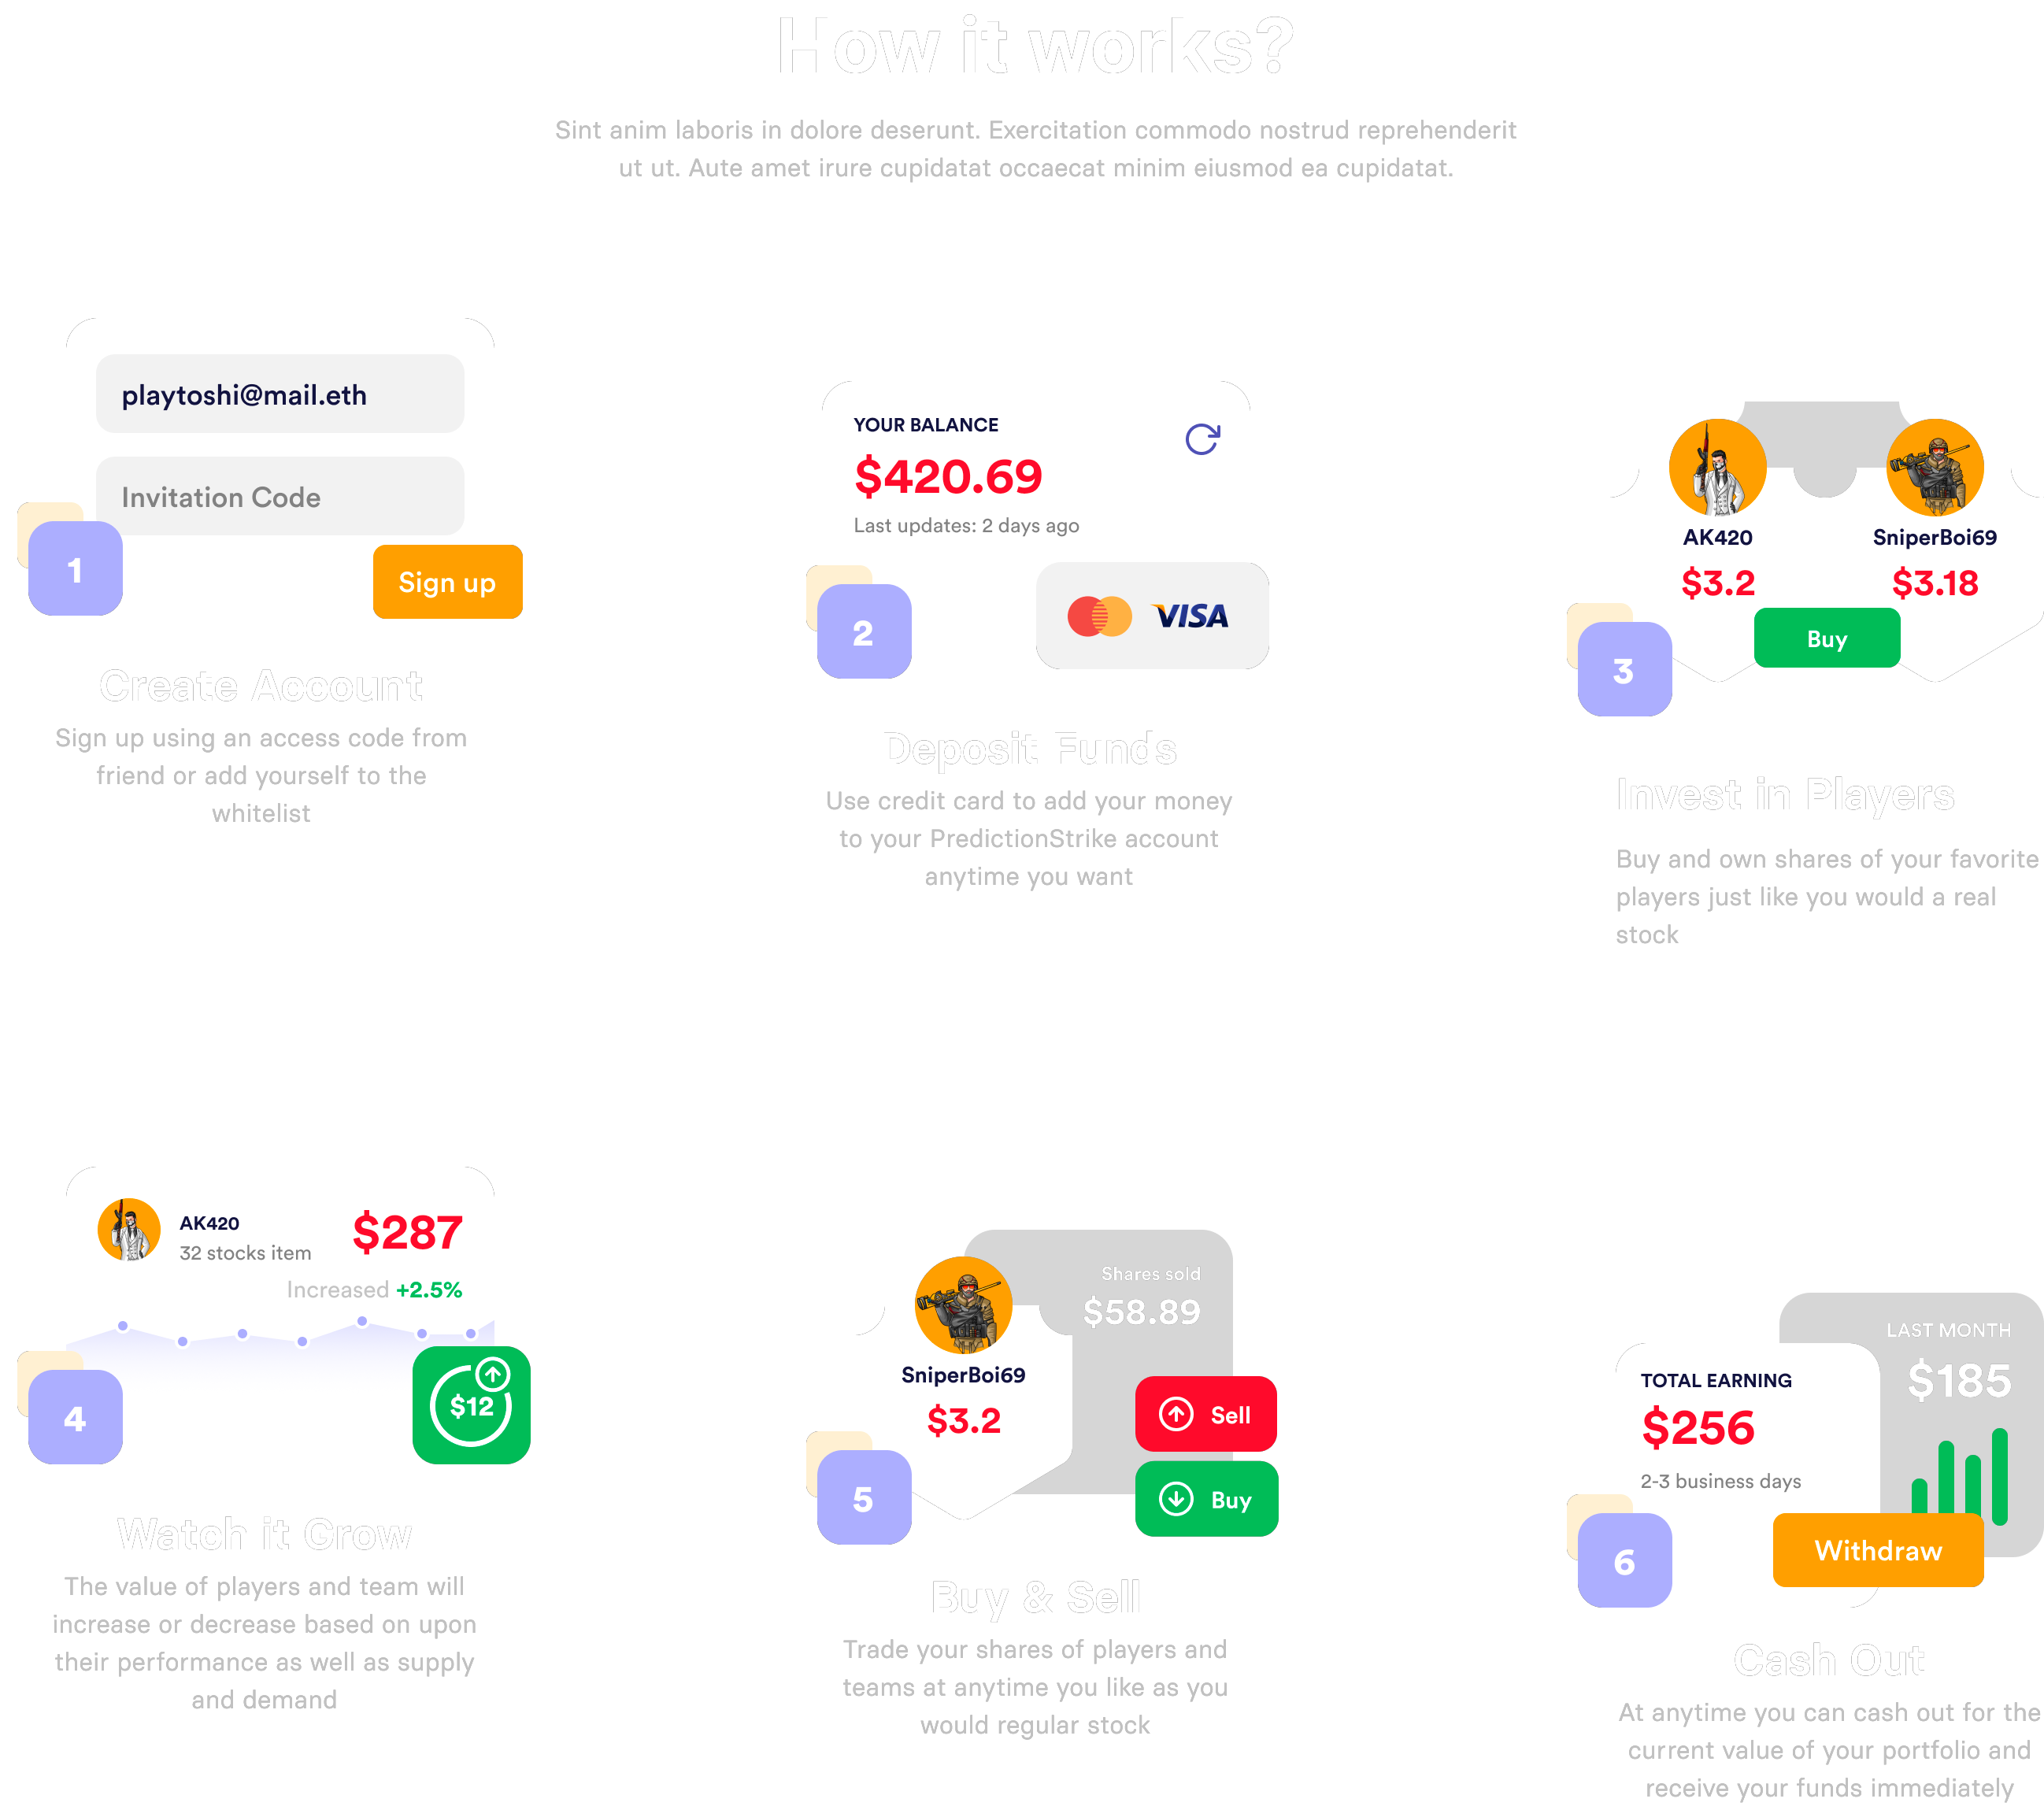 How it works?
Sint anim laboris in dolore deserunt. Exercitation commodo nostrud reprehenderit
ut ut. Aute amet irure cupidatat occaecat minim eiusmod ea cupidatat.
playtoshi@mail.eth
Invitation Code
1
Sign up
Create Account
Sign up using an access code from
friend or add yourself to the
whitelist
YOUR BALANCE
$420.69
Last updates: 2 days ago
VISA
2
Deposit Funds
Use credit card to add your money
to your PredictionStrike account
anytime you want
AK420
SniperBoi69
$3.2
$3.18
Buy
3
Invest in Players
Buy and own shares of your favorite
players just like you would a real
stock
AK420
32 stocks item
$287
Increased +2.5%
$12
4
Watch it Grow
The value of players and team will
increase or decrease based on upon
their performance as well as supply
and demand
Shares sold
$58.89
SniperBoi69
$3.2
Sell
Buy
5
Buy & Sell
Trade your shares of players and
teams at anytime you like as you
would regular stock
LAST MONTH
$185
TOTAL EARNING
$256
2-3 business days
Withdraw
6
Cash Out
At anytime you can cash out for the
current value of your portfolio and
receive your funds immediately